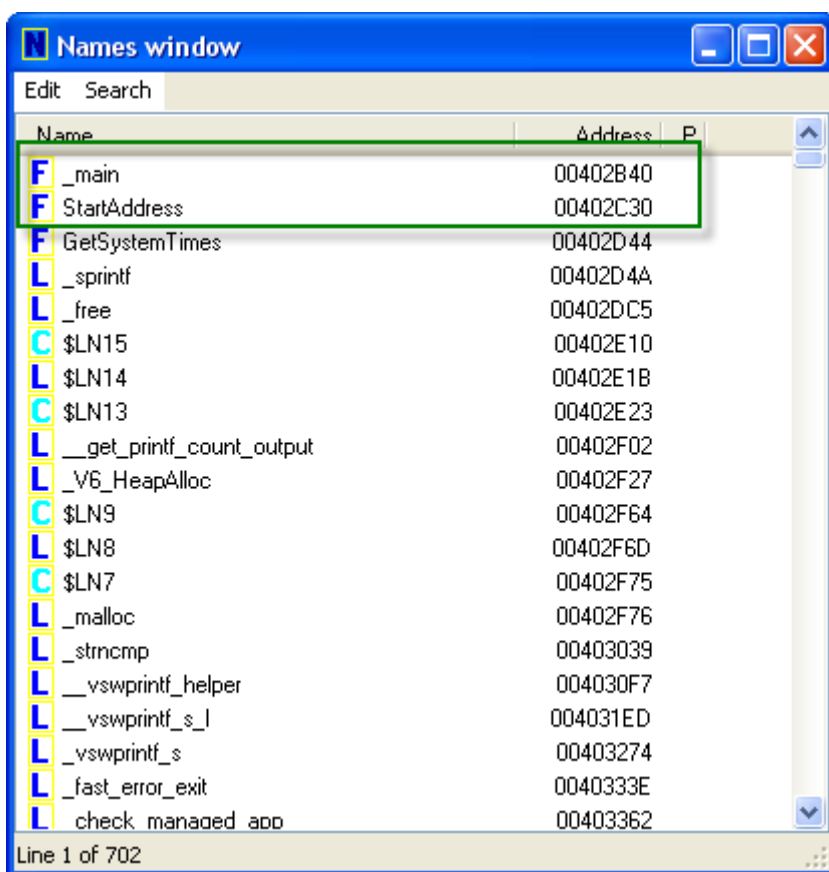 N Names window
Edit Search
Name Address P
F _main 00402B40
F StartAddress 00402C30
F GetSystemTimes 00402D44
L _sprintf 00402D4A
L _free 00402DC5
C $LN15 00402E10
L $LN14 00402E1B
C $LN13 00402E23
L __get_printf_count_output 00402F02
L _V6_HeapAlloc 00402F27
C $LN9 00402F64
L $LN8 00402F6D
C $LN7 00402F75
L _malloc 00402F76
L _strncmp 00403039
L __vswprintf_helper 004030F7
L __vswprintf_s_l 004031ED
L _vswprintf_s 00403274
L _fast_error_exit 0040333E
L _check_managed_app 00403362
Line 1 of 702